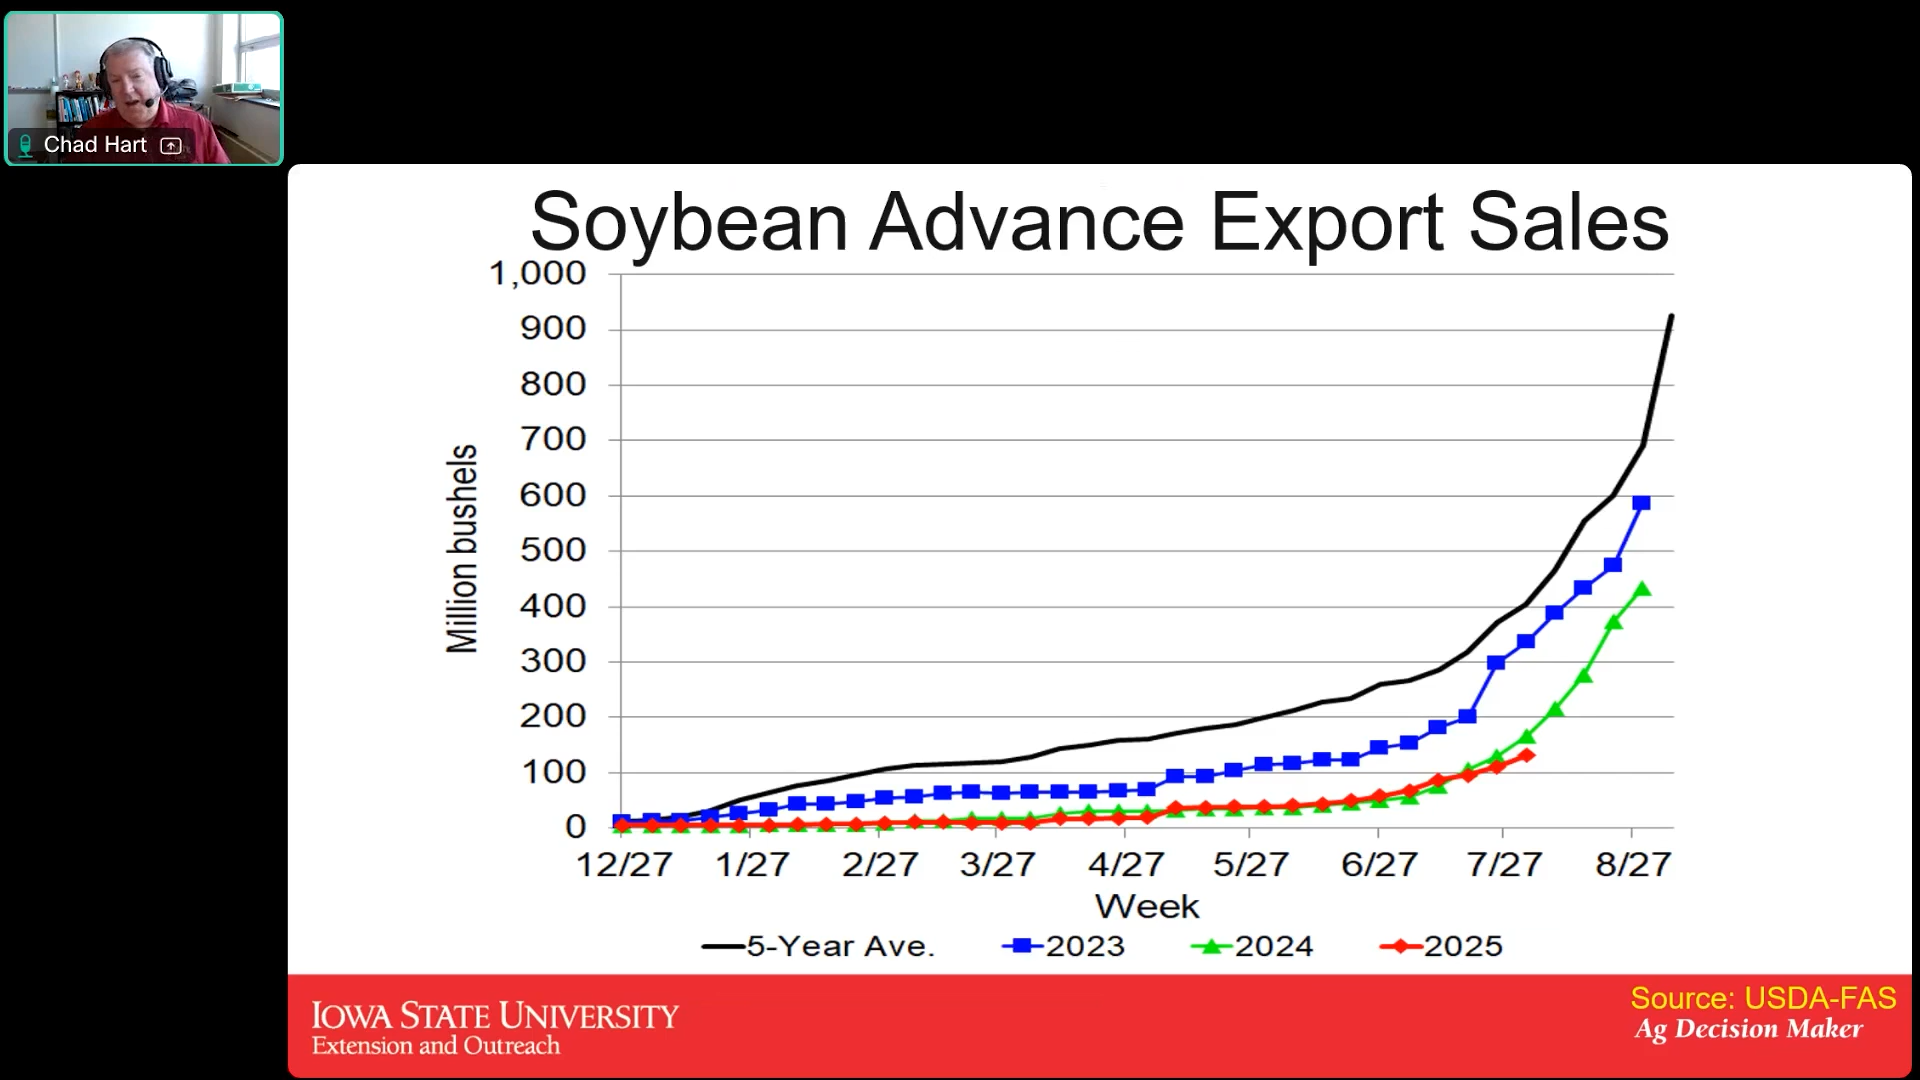 Chad Hart
Soybean Advance Export Sales
1,000
900
800
700
600
500
400
300
200
100
0
Million bushels
12/27 1/27 2/27 3/27 4/27 5/27 6/27 7/27 8/27
Week
5-Year Ave. 2023 2024 2025
IOWA STATE UNIVERSITY
Extension and Outreach
Source: USDA-FAS
Ag Decision Maker